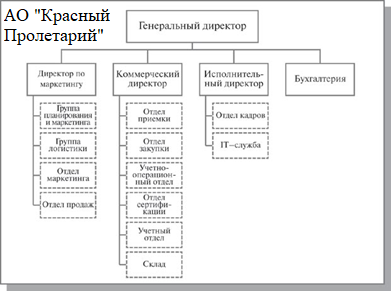 АО "Красный
Пролетарий"
Генеральный директор
Директор по
маркетингу
Коммерческий
директор
Исполнитель-
ный директор
Бухгалтерия
Группа
планирования
и маркетинга
Группа
логистики
Отдел
маркетинга
Отдел продаж
Отдел
приемки
Отдел
закупки
Учетно-
операцион-
ный отдел
Отдел
сертифи-
кации
Учетный
отдел
Склад
Отдел кадров
IT–служба